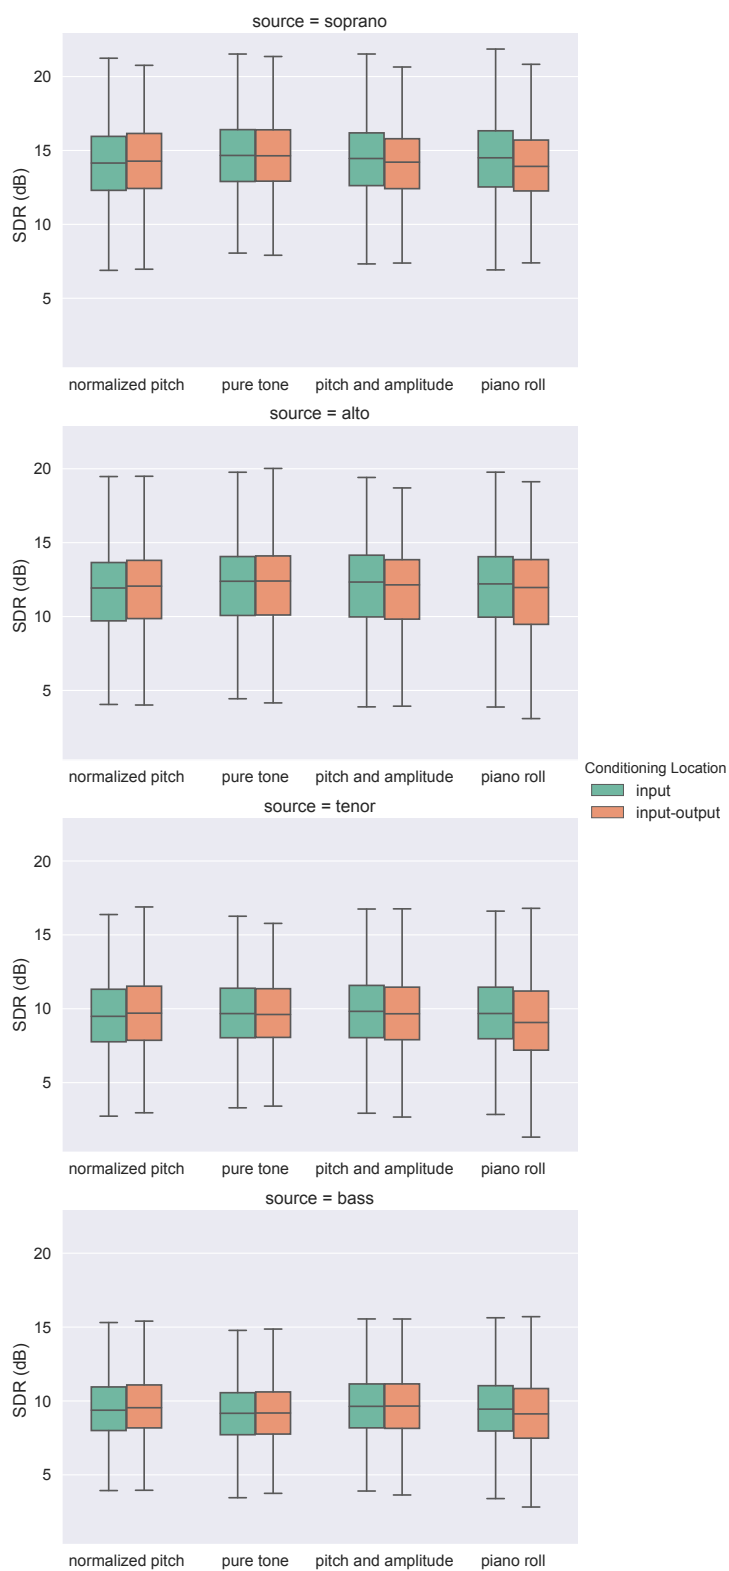 source = soprano
20
15
10
5
SDR (dB)
normalized pitch pure tone pitch and amplitude piano roll
source = alto
20
15
10
5
SDR (dB)
normalized pitch pure tone pitch and amplitude piano roll
Conditioning Location
input
input-output
source = tenor
20
15
10
5
SDR (dB)
normalized pitch pure tone pitch and amplitude piano roll
source = bass
20
15
10
5
SDR (dB)
normalized pitch pure tone pitch and amplitude piano roll